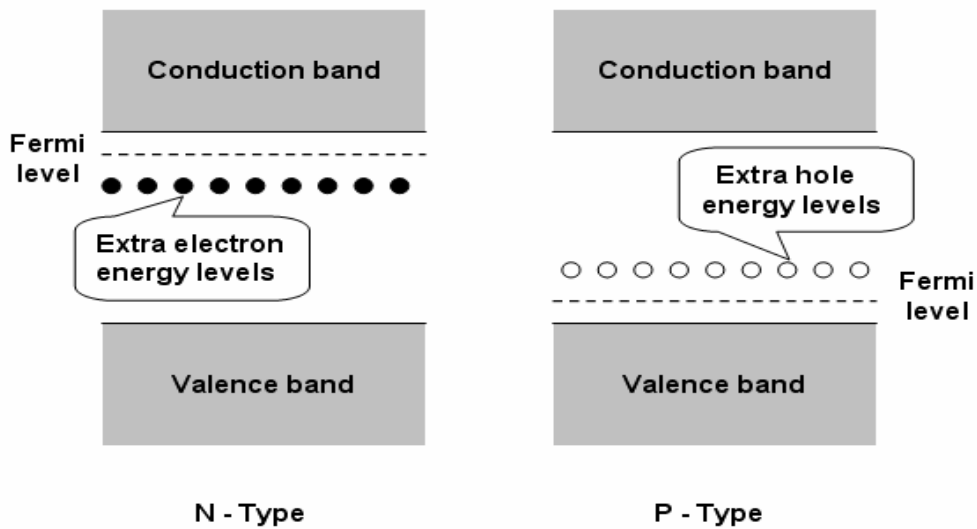 Conduction band
Fermi
level
Extra electron
energy levels
Valence band
N - Type
Conduction band
Extra hole
energy levels
Fermi
level
Valence band
P - Type